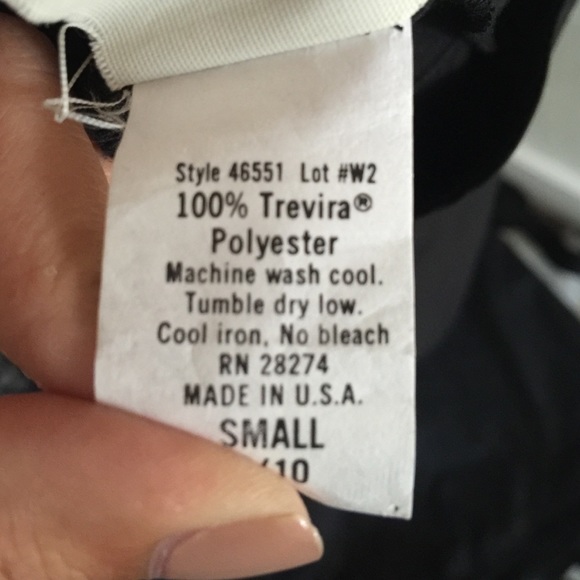 Style 46551 Lot #W2
100% Trevira®
Polyester
Machine wash cool.
Tumble dry low.
Cool iron, No bleach
RN 28274
MADE IN U.S.A.
SMALL
/10